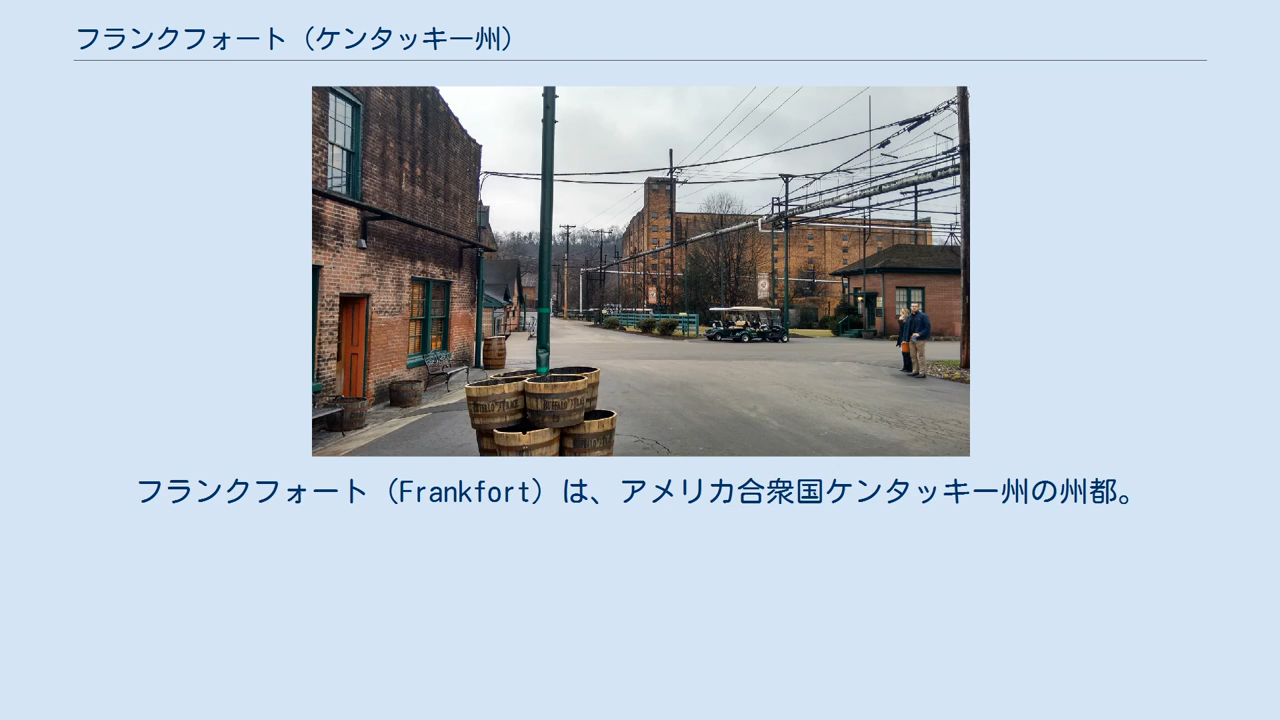 フランクフォート（ケンタッキー州）
BUFFALO TRACE
フランクフォート（Frankfort）は、アメリカ合衆国ケンタッキー州の州都。